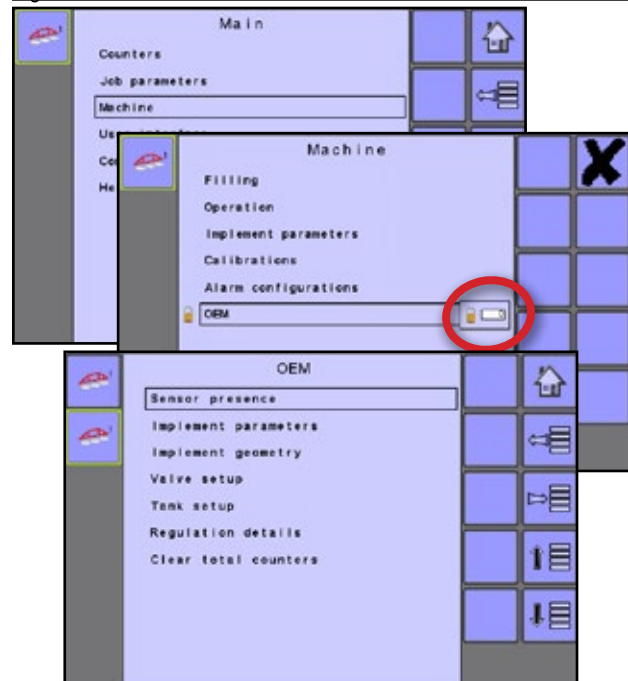 Main
Counters
Job parameters
Machine
Machine
Filling
Operation
Implement parameters
Calibrations
Alarm configurations
OEM
OEM
Sensor presence
Implement parameters
Implement geometry
Valve setup
Tank setup
Regulation details
Clear total counters